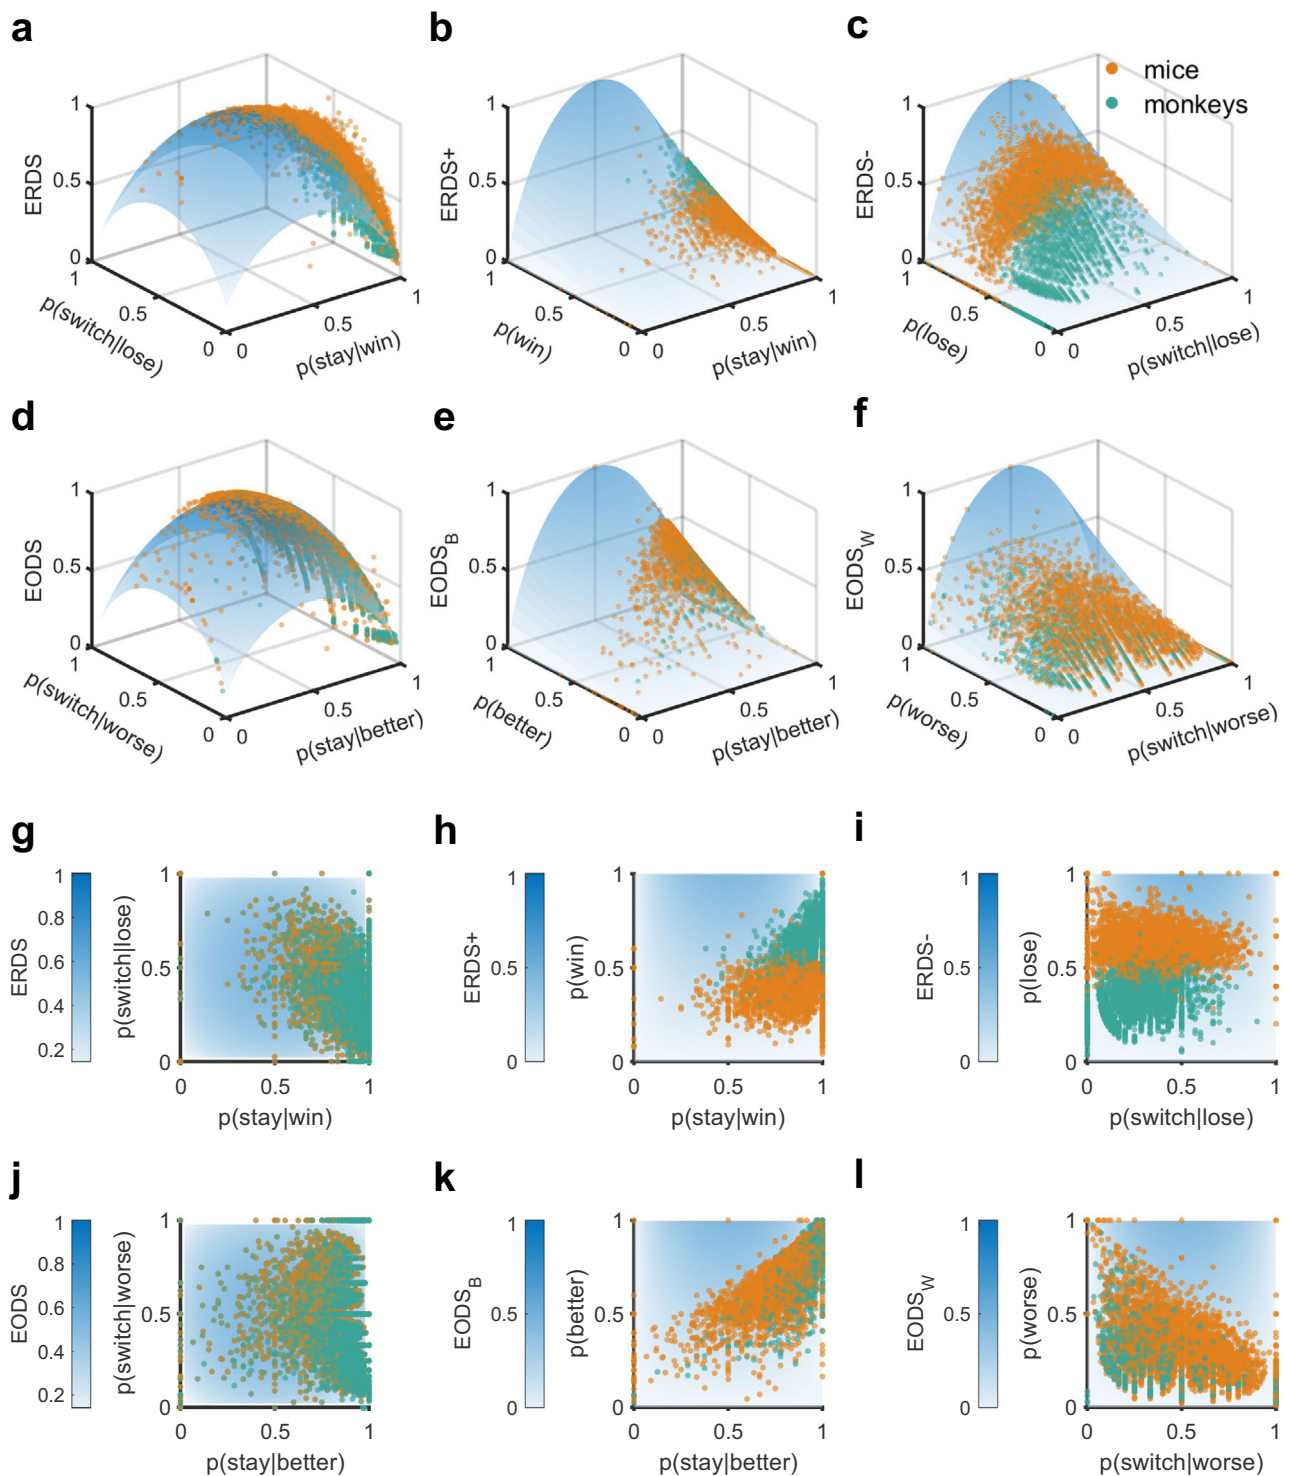 a
b
c
mice
monkeys
1
0.5
0
ERDS
1
0.5
0
p(switch|lose)
0
0.5
1
p(stay|win)
1
0.5
0
ERDS+
1
0.5
0
p(win)
0
0.5
1
p(stay|win)
1
0.5
0
ERDS-
1
0.5
0
p(lose)
0
0.5
1
p(switch|lose)
d
e
f
1
0.5
0
EODS
1
0.5
0
p(switch|worse)
0
0.5
1
p(stay|better)
1
0.5
0
EODSB
1
0.5
0
p(better)
0
0.5
1
p(stay|better)
1
0.5
0
EODSW
1
0.5
0
p(worse)
0
0.5
1
p(switch|worse)
g
h
i
ERDS
1
0.8
0.6
0.4
0.2
p(switch|lose)
1
0.5
0
0 0.5 1
p(stay|win)
ERDS+
1
0.5
0
p(win)
1
0.5
0
0 0.5 1
p(stay|win)
ERDS-
1
0.5
0
p(lose)
1
0.5
0
0 0.5 1
p(switch|lose)
j
k
l
EODS
1
0.8
0.6
0.4
0.2
p(switch|worse)
1
0.5
0
0 0.5 1
p(stay|better)
EODSB
1
0.5
0
p(better)
1
0.5
0
0 0.5 1
p(stay|better)
EODSW
1
0.5
0
p(worse)
1
0.5
0
0 0.5 1
p(switch|worse)